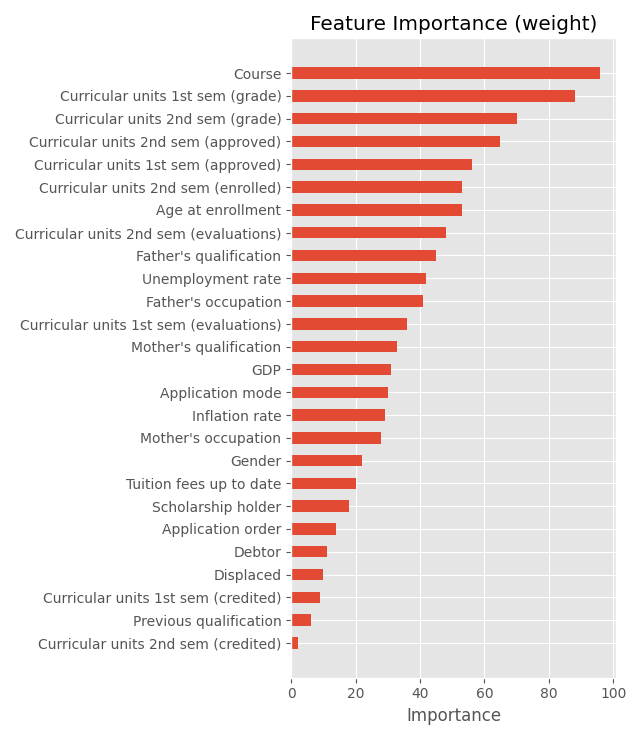 Feature Importance (weight)
Course
Curricular units 1st sem (grade)
Curricular units 2nd sem (grade)
Curricular units 2nd sem (approved)
Curricular units 1st sem (approved)
Curricular units 2nd sem (enrolled)
Age at enrollment
Curricular units 2nd sem (evaluations)
Father's qualification
Unemployment rate
Father's occupation
Curricular units 1st sem (evaluations)
Mother's qualification
GDP
Application mode
Inflation rate
Mother's occupation
Gender
Tuition fees up to date
Scholarship holder
Application order
Debtor
Displaced
Curricular units 1st sem (credited)
Previous qualification
Curricular units 2nd sem (credited)
0 20 40 60 80 100
Importance